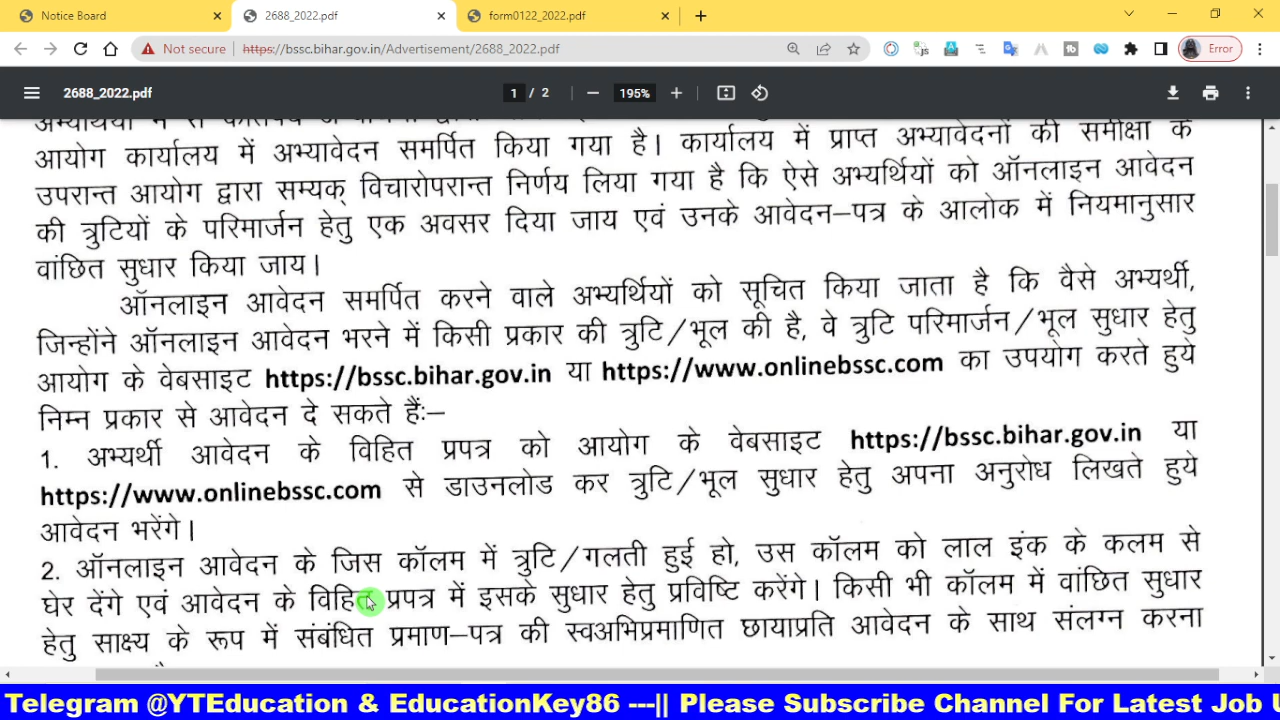 Notice Board
2688_2022.pdf
form0122_2022.pdf
Not secure
https://bssc.bihar.gov.in/Advertisement/2688_2022.pdf
Error
2688_2022.pdf
1 / 2
195%
आयोग कार्यालय में अभ्यावेदन समर्पित किया गया है। कार्यालय में प्राप्त अभ्यावेदनों की समीक्षा के
उपरान्त आयोग द्वारा सम्यक् विचारोपरान्त निर्णय लिया गया है कि ऐसे अभ्यर्थियों को ऑनलाइन आवेदन
की त्रुटियों के परिमार्जन हेतु एक अवसर दिया जाय एवं उनके आवेदन–पत्र के आलोक में नियमानुसार
वांछित सुधार किया जाय।
ऑनलाइन आवेदन समर्पित करने वाले अभ्यर्थियों को सूचित किया जाता है कि वैसे अभ्यर्थी,
जिन्होंने ऑनलाइन आवेदन भरने में किसी प्रकार की त्रुटि/भूल की है, वे त्रुटि परिमार्जन/भूल सुधार हेतु
आयोग के वेबसाइट https://bssc.bihar.gov.in या https://www.onlinebssc.com का उपयोग करते हुये
निम्न प्रकार से आवेदन दे सकते हैं:–
1. अभ्यर्थी आवेदन के विहित प्रपत्र को आयोग के वेबसाइट https://bssc.bihar.gov.in या
https://www.onlinebssc.com से डाउनलोड कर त्रुटि/भूल सुधार हेतु अपना अनुरोध लिखते हुये
आवेदन भरेंगे।
2. ऑनलाइन आवेदन के जिस कॉलम में त्रुटि/गलती हुई हो, उस कॉलम को लाल इंक के कलम से
घेर देंगे एवं आवेदन के विहित प्रपत्र में इसके सुधार हेतु प्रविष्टि करेंगे। किसी भी कॉलम में वांछित सुधार
हेतु साक्ष्य के रूप में संबंधित प्रमाण–पत्र की स्वअभिप्रमाणित छायाप्रति आवेदन के साथ संलग्न करना
Telegram @YTEducation & EducationKey86 ---|| Please Subscribe Channel For Latest Job